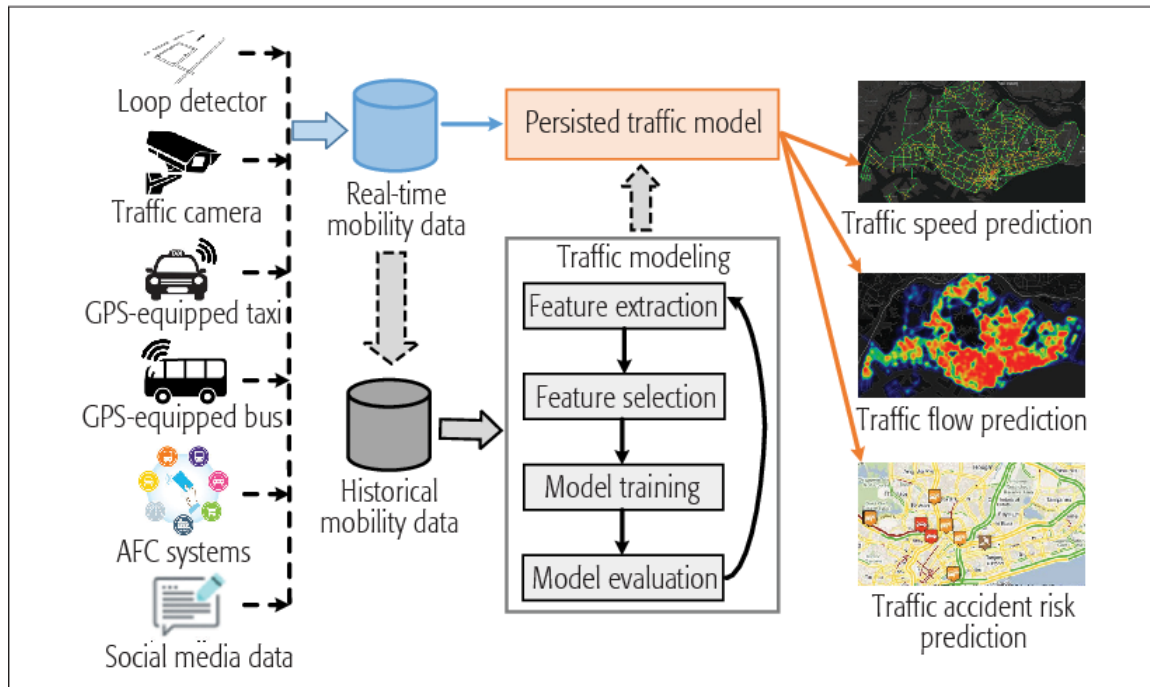 Loop detector
Traffic camera
GPS-equipped taxi
GPS-equipped bus
AFC systems
Social media data
Real-time
mobility data
Historical
mobility data
Persisted traffic model
Traffic modeling
Feature extraction
Feature selection
Model training
Model evaluation
Traffic speed prediction
Traffic flow prediction
Traffic accident risk
prediction